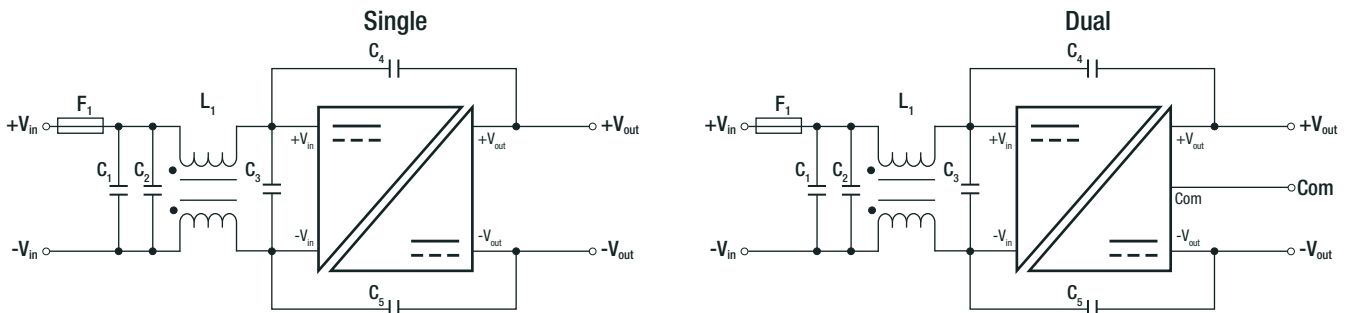 Single
C4
F1
L1
+Vin
+Vin
+Vout
+Vout
C1
C2
C3
-Vin
-Vin
-Vout
-Vout
C5
Dual
C4
F1
L1
+Vin
+Vin
+Vout
+Vout
C1
C2
C3
Com
Com
-Vin
-Vin
-Vout
-Vout
C5